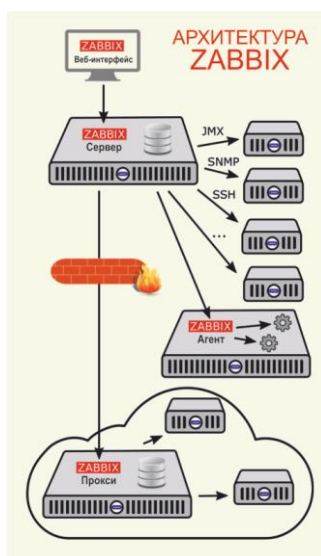 АРХИТЕКТУРА
ZABBIX
ZABBIX
Веб-интерфейс
ZABBIX
Сервер
JMX
SNMP
SSH
...
ZABBIX
Агент
ZABBIX
Прокси